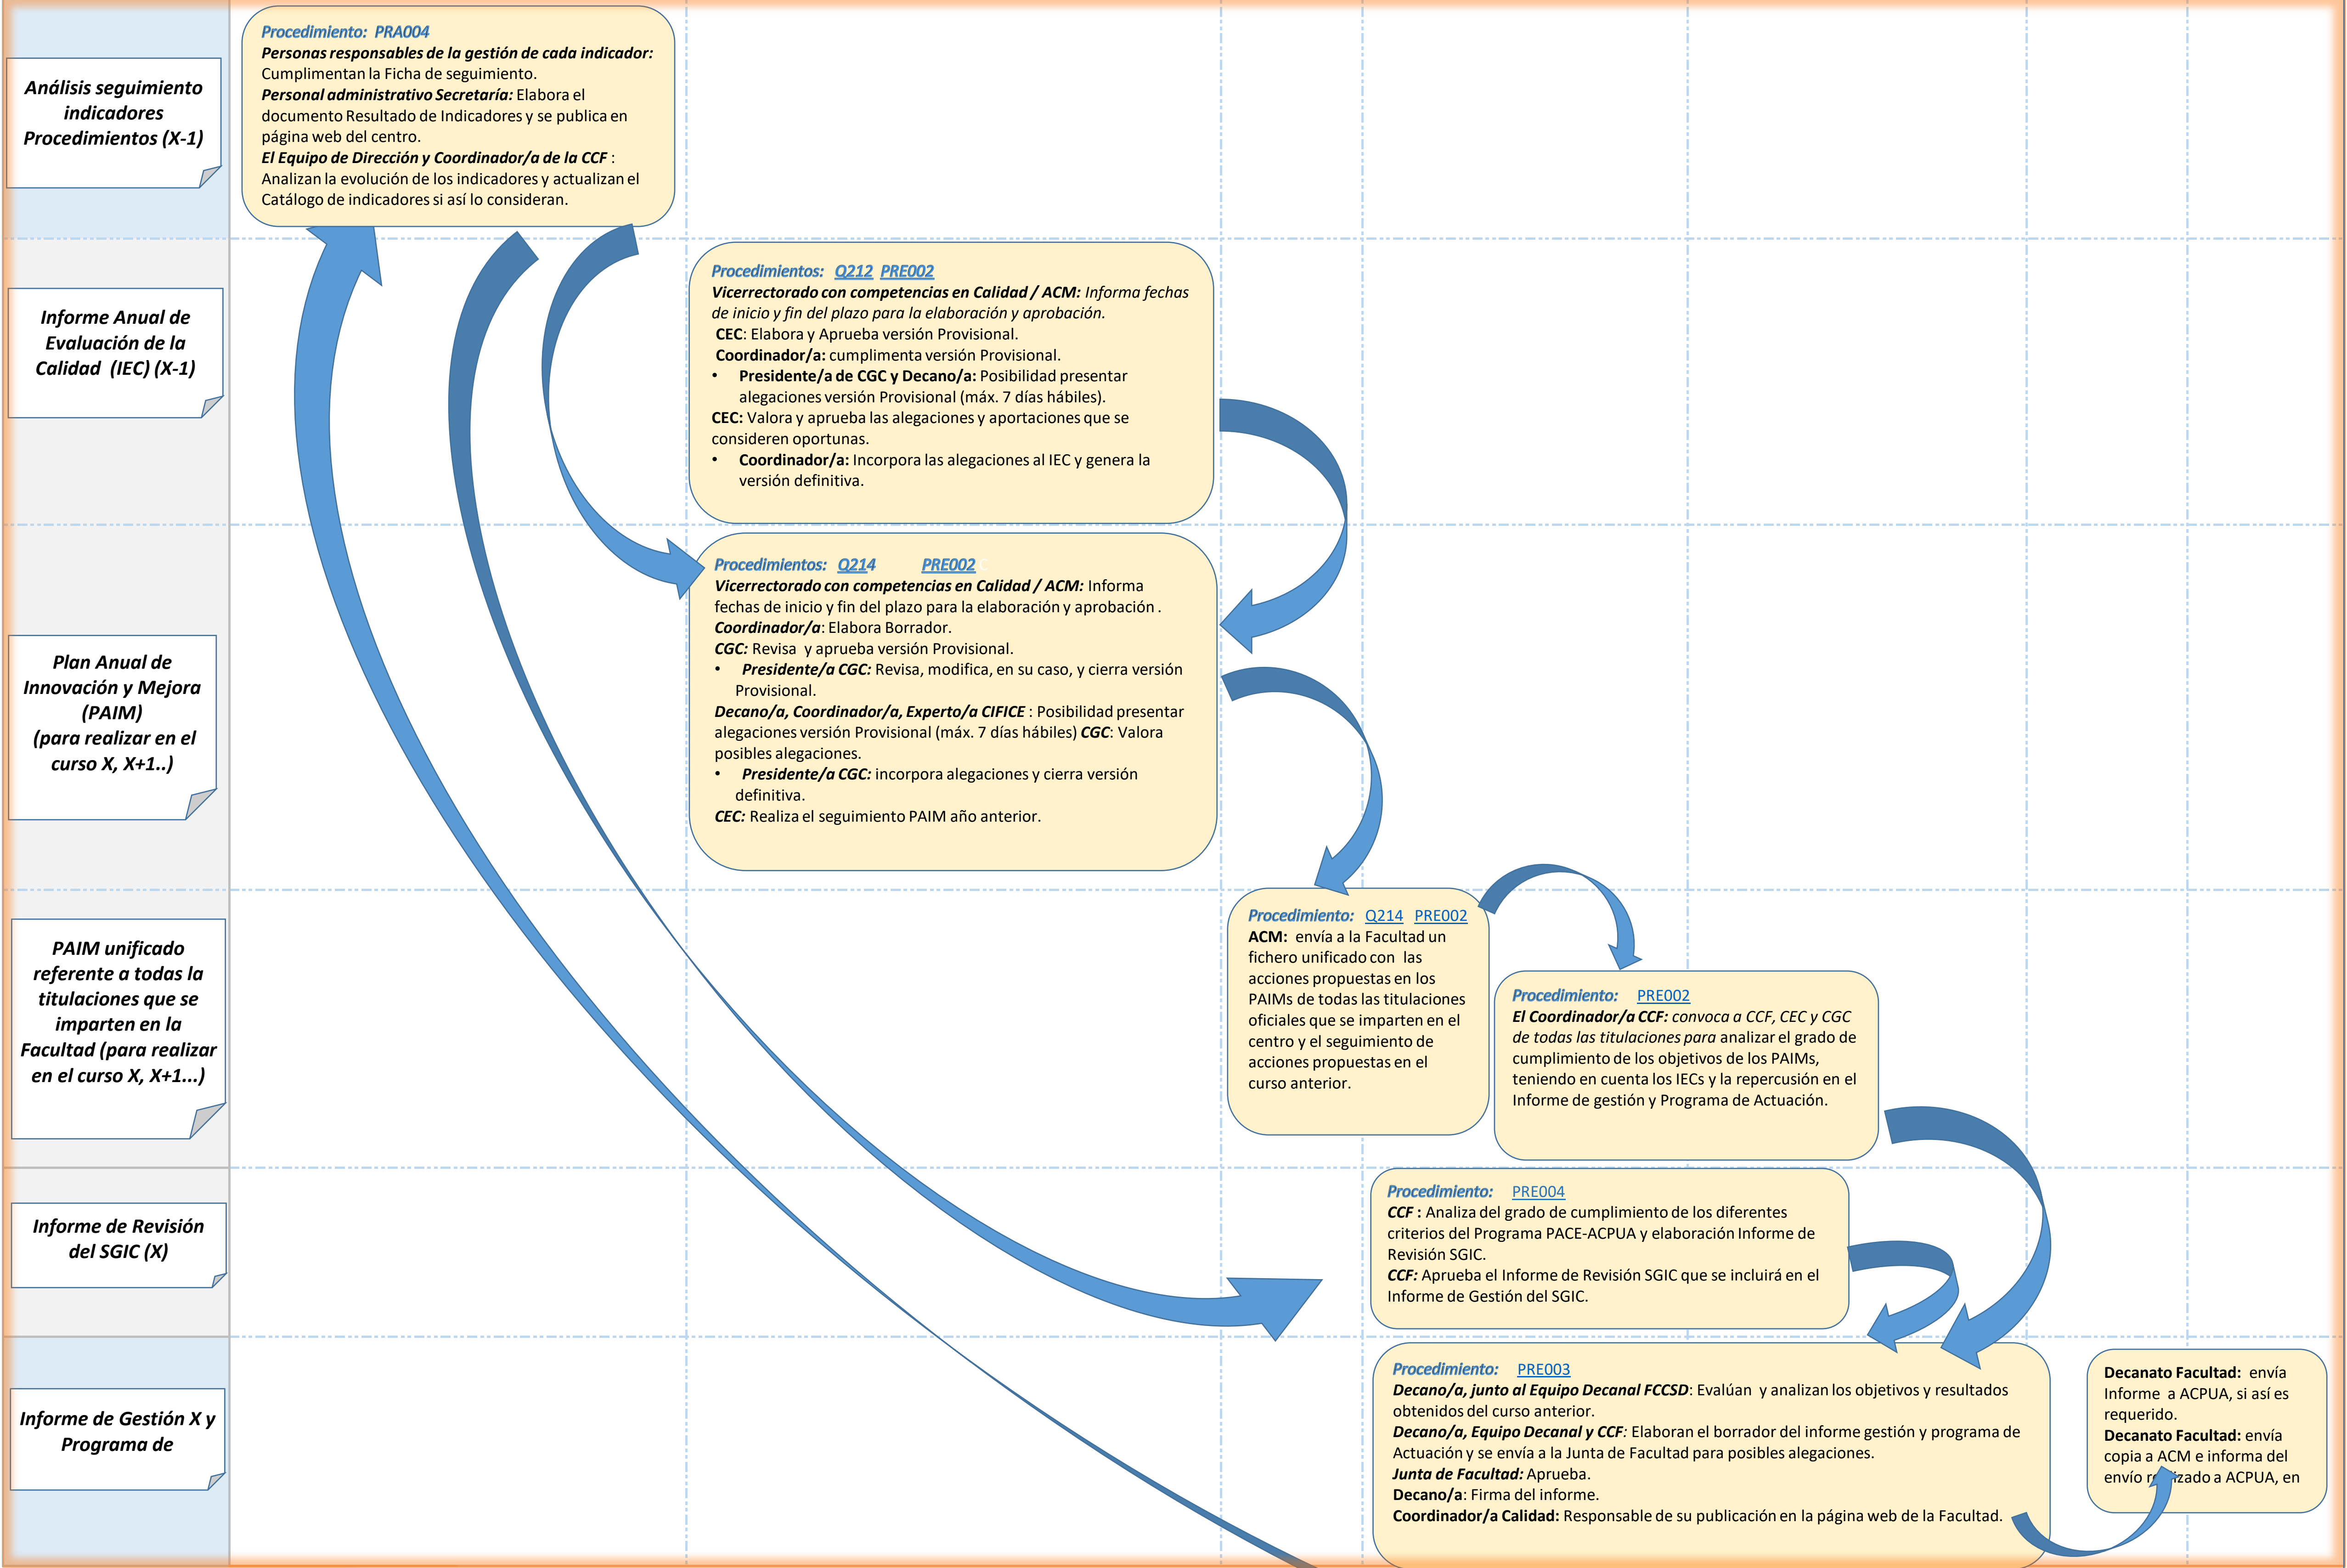 Análisis seguimiento
indicadores
Procedimientos (X-1)
Procedimiento: PRA004
Personas responsables de la gestión de cada indicador:
Cumplimentan la Ficha de seguimiento.
Personal administrativo Secretaría: Elabora el
documento Resultado de Indicadores y se publica en
página web del centro.
El Equipo de Dirección y Coordinador/a de la CCF :
Analizan la evolución de los indicadores y actualizan el
Catálogo de indicadores si así lo consideran.
Informe Anual de
Evaluación de la
Calidad (IEC) (X-1)
Procedimientos: Q212 PRE002
Vicerrectorado con competencias en Calidad / ACM: Informa fechas
de inicio y fin del plazo para la elaboración y aprobación.
CEC: Elabora y Aprueba versión Provisional.
Coordinador/a: cumplimenta versión Provisional.
• Presidente/a de CGC y Decano/a: Posibilidad presentar
alegaciones versión Provisional (máx. 7 días hábiles).
CEC: Valora y aprueba las alegaciones y aportaciones que se
consideren oportunas.
• Coordinador/a: Incorpora las alegaciones al IEC y genera la
versión definitiva.
Plan Anual de
Innovación y Mejora
(PAIM)
(para realizar en el
curso X, X+1..)
Procedimientos: Q214 PRE002
Vicerrectorado con competencias en Calidad / ACM: Informa
fechas de inicio y fin del plazo para la elaboración y aprobación .
Coordinador/a: Elabora Borrador.
CGC: Revisa y aprueba versión Provisional.
• Presidente/a CGC: Revisa, modifica, en su caso, y cierra versión
Provisional.
Decano/a, Coordinador/a, Experto/a CIFICE : Posibilidad presentar
alegaciones versión Provisional (máx. 7 días hábiles) CGC: Valora
posibles alegaciones.
• Presidente/a CGC: incorpora alegaciones y cierra versión
definitiva.
CEC: Realiza el seguimiento PAIM año anterior.
PAIM unificado
referente a todas la
titulaciones que se
imparten en la
Facultad (para realizar
en el curso X, X+1...)
Procedimiento: Q214 PRE002
ACM: envía a la Facultad un
fichero unificado con las
acciones propuestas en los
PAIMs de todas las titulaciones
oficiales que se imparten en el
centro y el seguimiento de
acciones propuestas en el
curso anterior.
Procedimiento: PRE002
El Coordinador/a CCF: convoca a CCF, CEC y CGC
de todas las titulaciones para analizar el grado de
cumplimiento de los objetivos de los PAIMs,
teniendo en cuenta los IECs y la repercusión en el
Informe de gestión y Programa de Actuación.
Informe de Revisión
del SGIC (X)
Procedimiento: PRE004
CCF : Analiza del grado de cumplimiento de los diferentes
criterios del Programa PACE-ACPUA y elaboración Informe de
Revisión SGIC.
CCF: Aprueba el Informe de Revisión SGIC que se incluirá en el
Informe de Gestión del SGIC.
Informe de Gestión X y
Programa de
Procedimiento: PRE003
Decano/a, junto al Equipo Decanal FCCSD: Evalúan y analizan los objetivos y resultados
obtenidos del curso anterior.
Decano/a, Equipo Decanal y CCF: Elaboran el borrador del informe gestión y programa de
Actuación y se envía a la Junta de Facultad para posibles alegaciones.
Junta de Facultad: Aprueba.
Decano/a: Firma del informe.
Coordinador/a Calidad: Responsable de su publicación en la página web de la Facultad.
Decanato Facultad: envía
Informe a ACPUA, si así es
requerido.
Decanato Facultad: envía
copia a ACM e informa del
envío a ACPUA, en